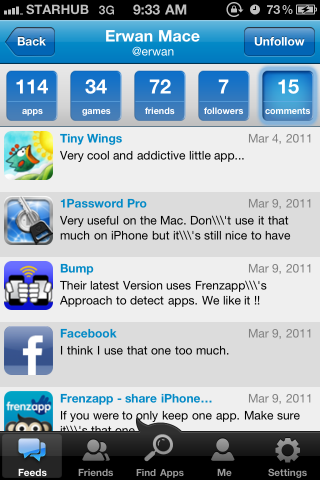 STARHUB 3G 9:33 AM 73%
Back Erwan Mace Unfollow
@erwan
114 34 72 7 15
apps games friends followers comments
Tiny Wings Mar 4, 2011
Very cool and addictive little app...
1Password Pro Mar 9, 2011
Very useful on the Mac. Don\\\'t use it that
much on iPhone but it\\\'s still nice to have
Bump Mar 9, 2011
Their latest Version uses Frenzapp\\\'s
Approach to detect apps. We like it !!
Facebook Mar 9, 2011
I think I use that one too much.
frenzapp
Frenzapp - share iPhone... Mar 9, 2011
If you were to only keep one app. Make sure
it\\\'s that one
Feeds Friends Find Apps Me Settings